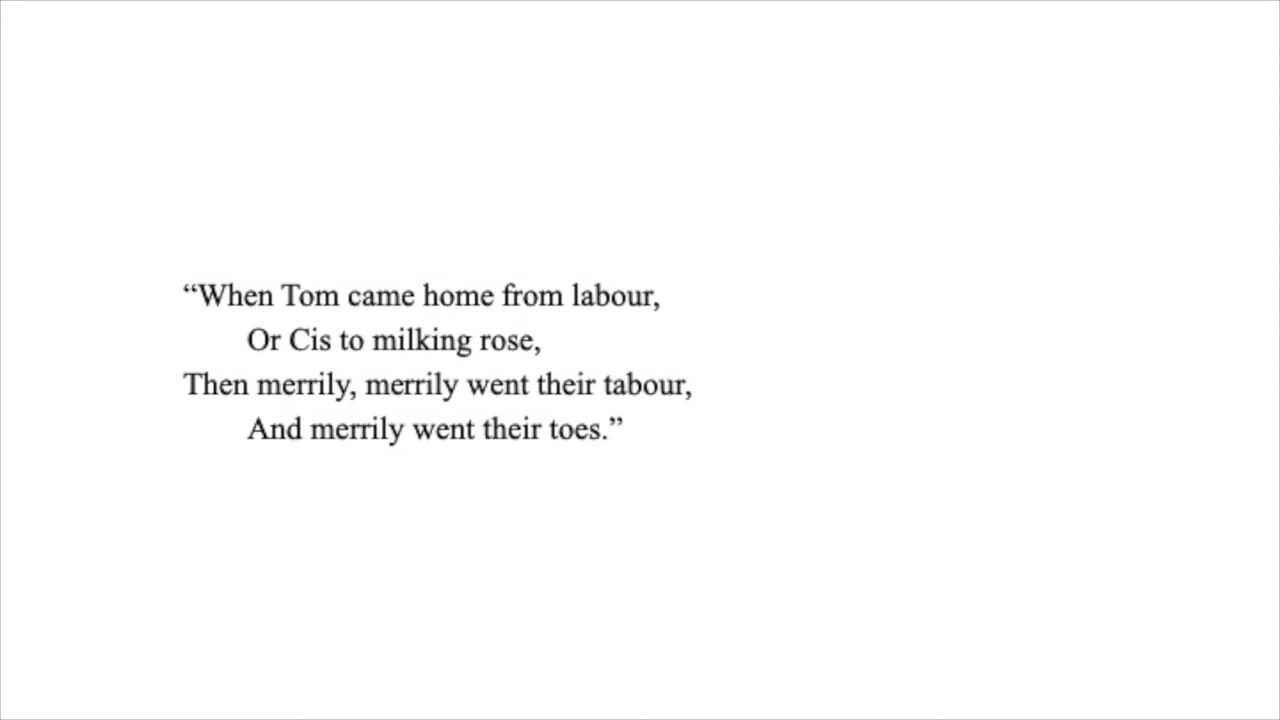 “When Tom came home from labour,
Or Cis to milking rose,
Then merrily, merrily went their tabour,
And merrily went their toes.”